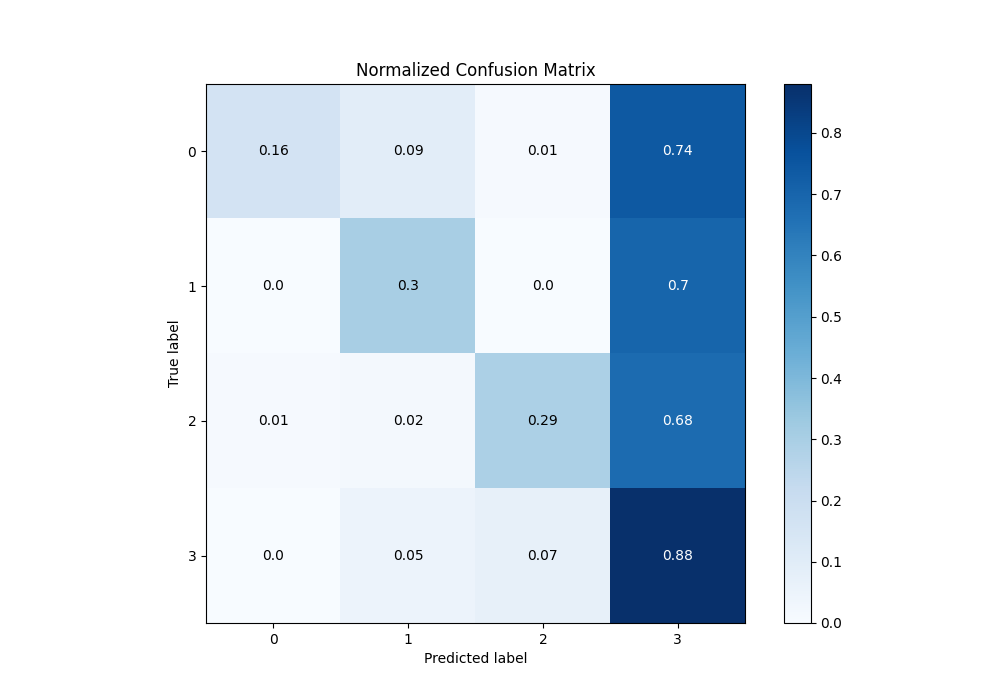 Normalized Confusion Matrix
True label
0 0.16 0.09 0.01 0.74
1 0.0 0.3 0.0 0.7
2 0.01 0.02 0.29 0.68
3 0.0 0.05 0.07 0.88
0 1 2 3
Predicted label
0.8
0.7
0.6
0.5
0.4
0.3
0.2
0.1
0.0